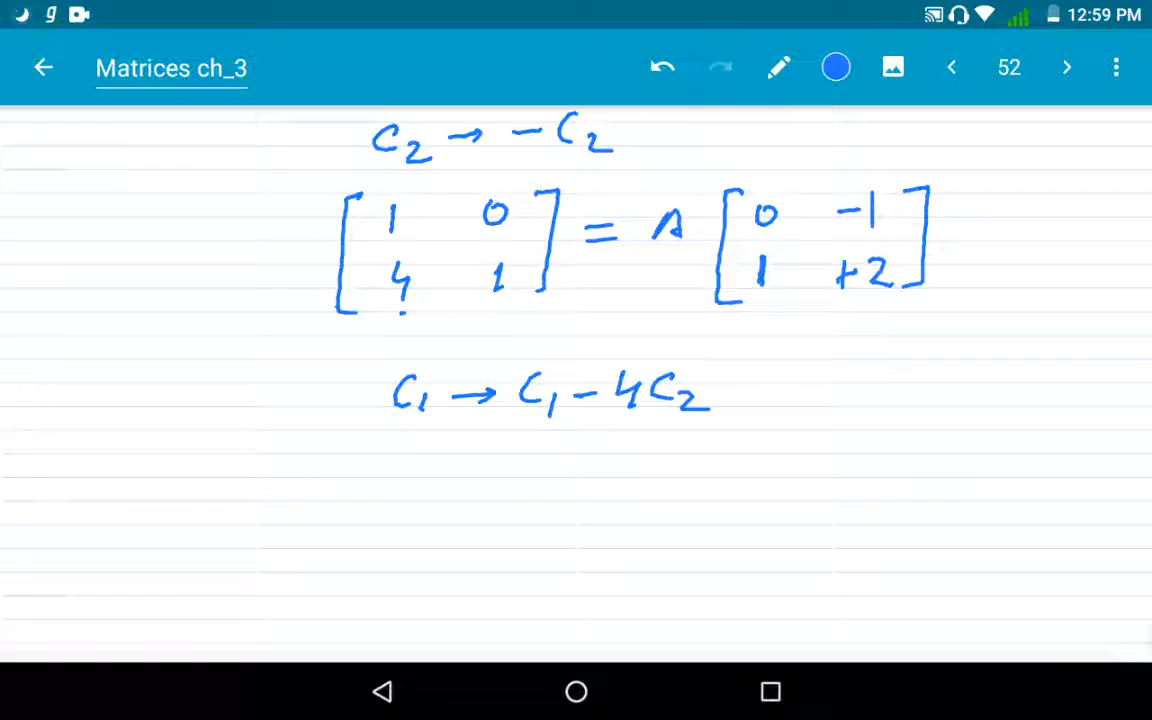 g 12:59 PM
Matrices ch_3 52
C₂ → - C₂
[ 1 0 ] = A [ 0 -1 ]
[ 4 1 ] [ 1 +2 ]
C₁ → C₁ - 4C₂